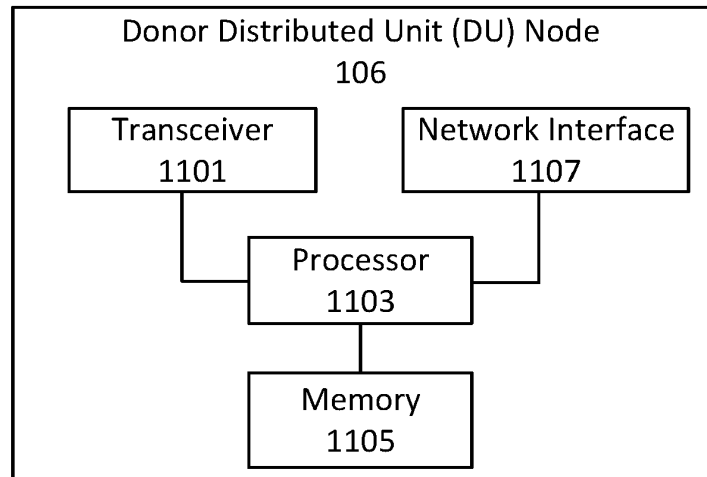 Donor Distributed Unit (DU) Node
106
Transceiver
1101
Network Interface
1107
Processor
1103
Memory
1105